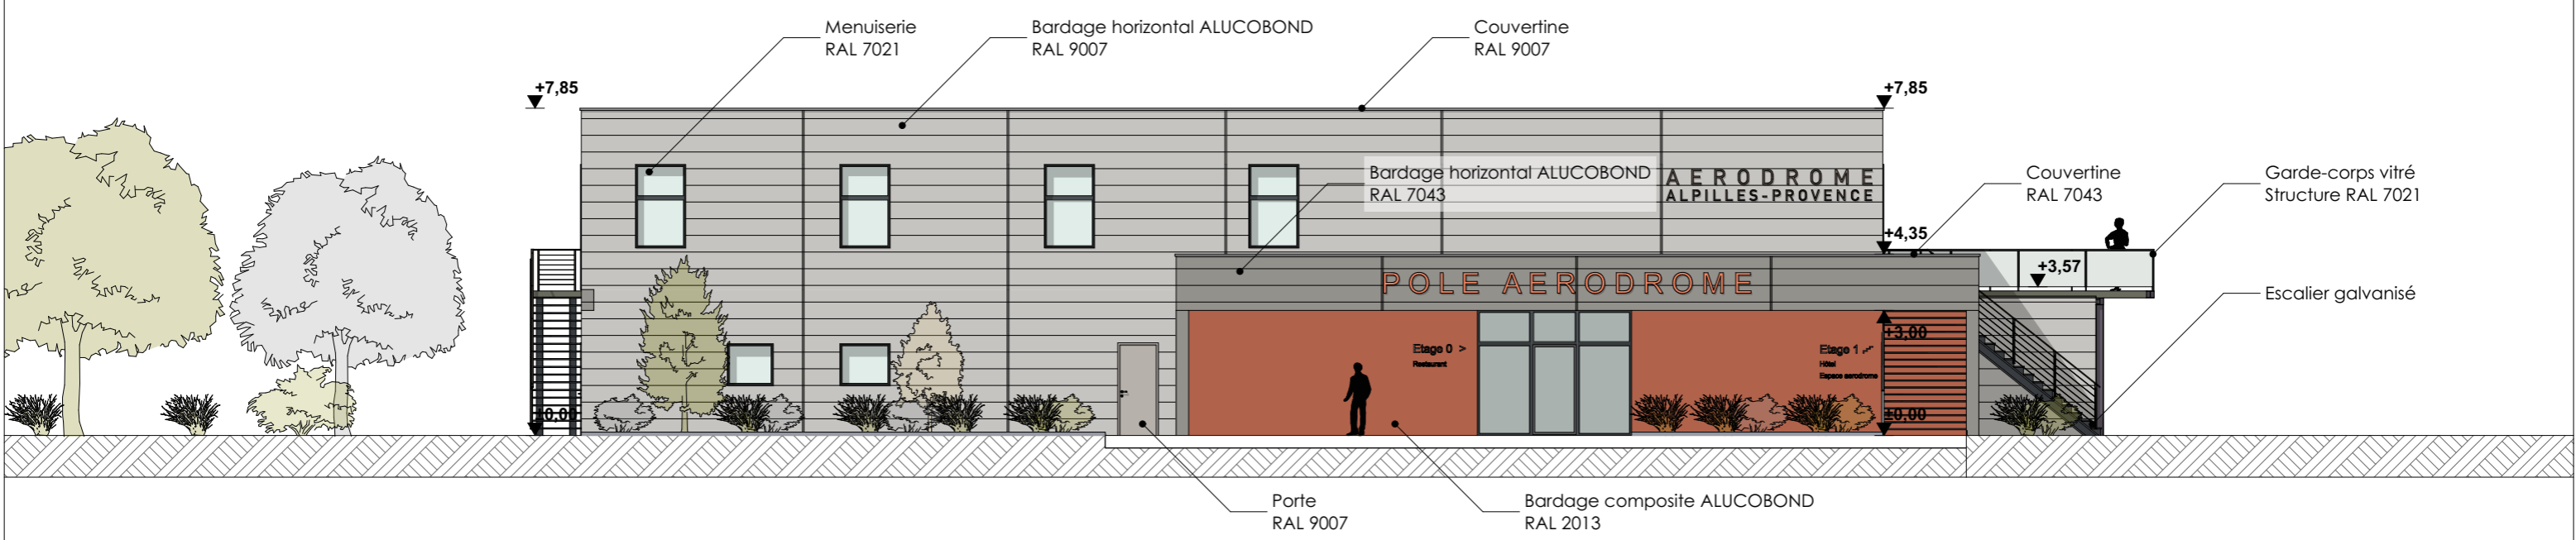 Menuiserie
RAL 7021
Bardage horizontal ALUCOBOND
RAL 9007
Couvertine
RAL 9007
+7,85
+7,85
Bardage horizontal ALUCOBOND
RAL 7043
AERODROME
ALPILLES-PROVENCE
Couvertine
RAL 7043
Garde-corps vitré
Structure RAL 7021
+4,35
+3,57
POLE AERODROME
Escalier galvanisé
+3,00
Etage 0 >
Restaurant
Etage 1
Hôtel
Espace aerodrome
±0,00
±0,00
Porte
RAL 9007
Bardage composite ALUCOBOND
RAL 2013